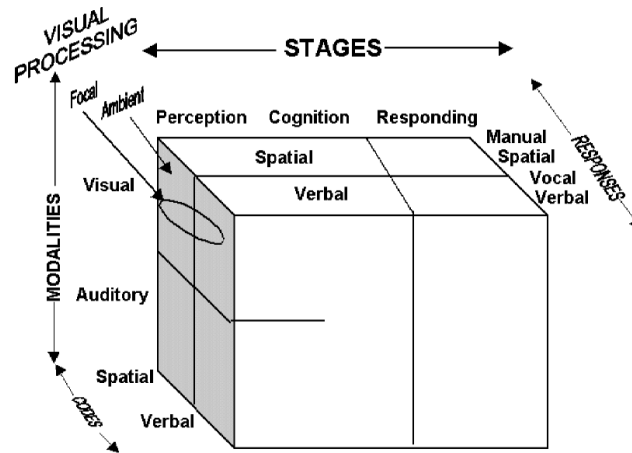 VISUAL
PROCESSING
STAGES
Focal
Ambient
Perception Cognition Responding
Manual
Spatial
Vocal
Verbal
RESPONSES
Spatial
Verbal
Visual
MODALITIES
Auditory
Spatial
Verbal
CODES